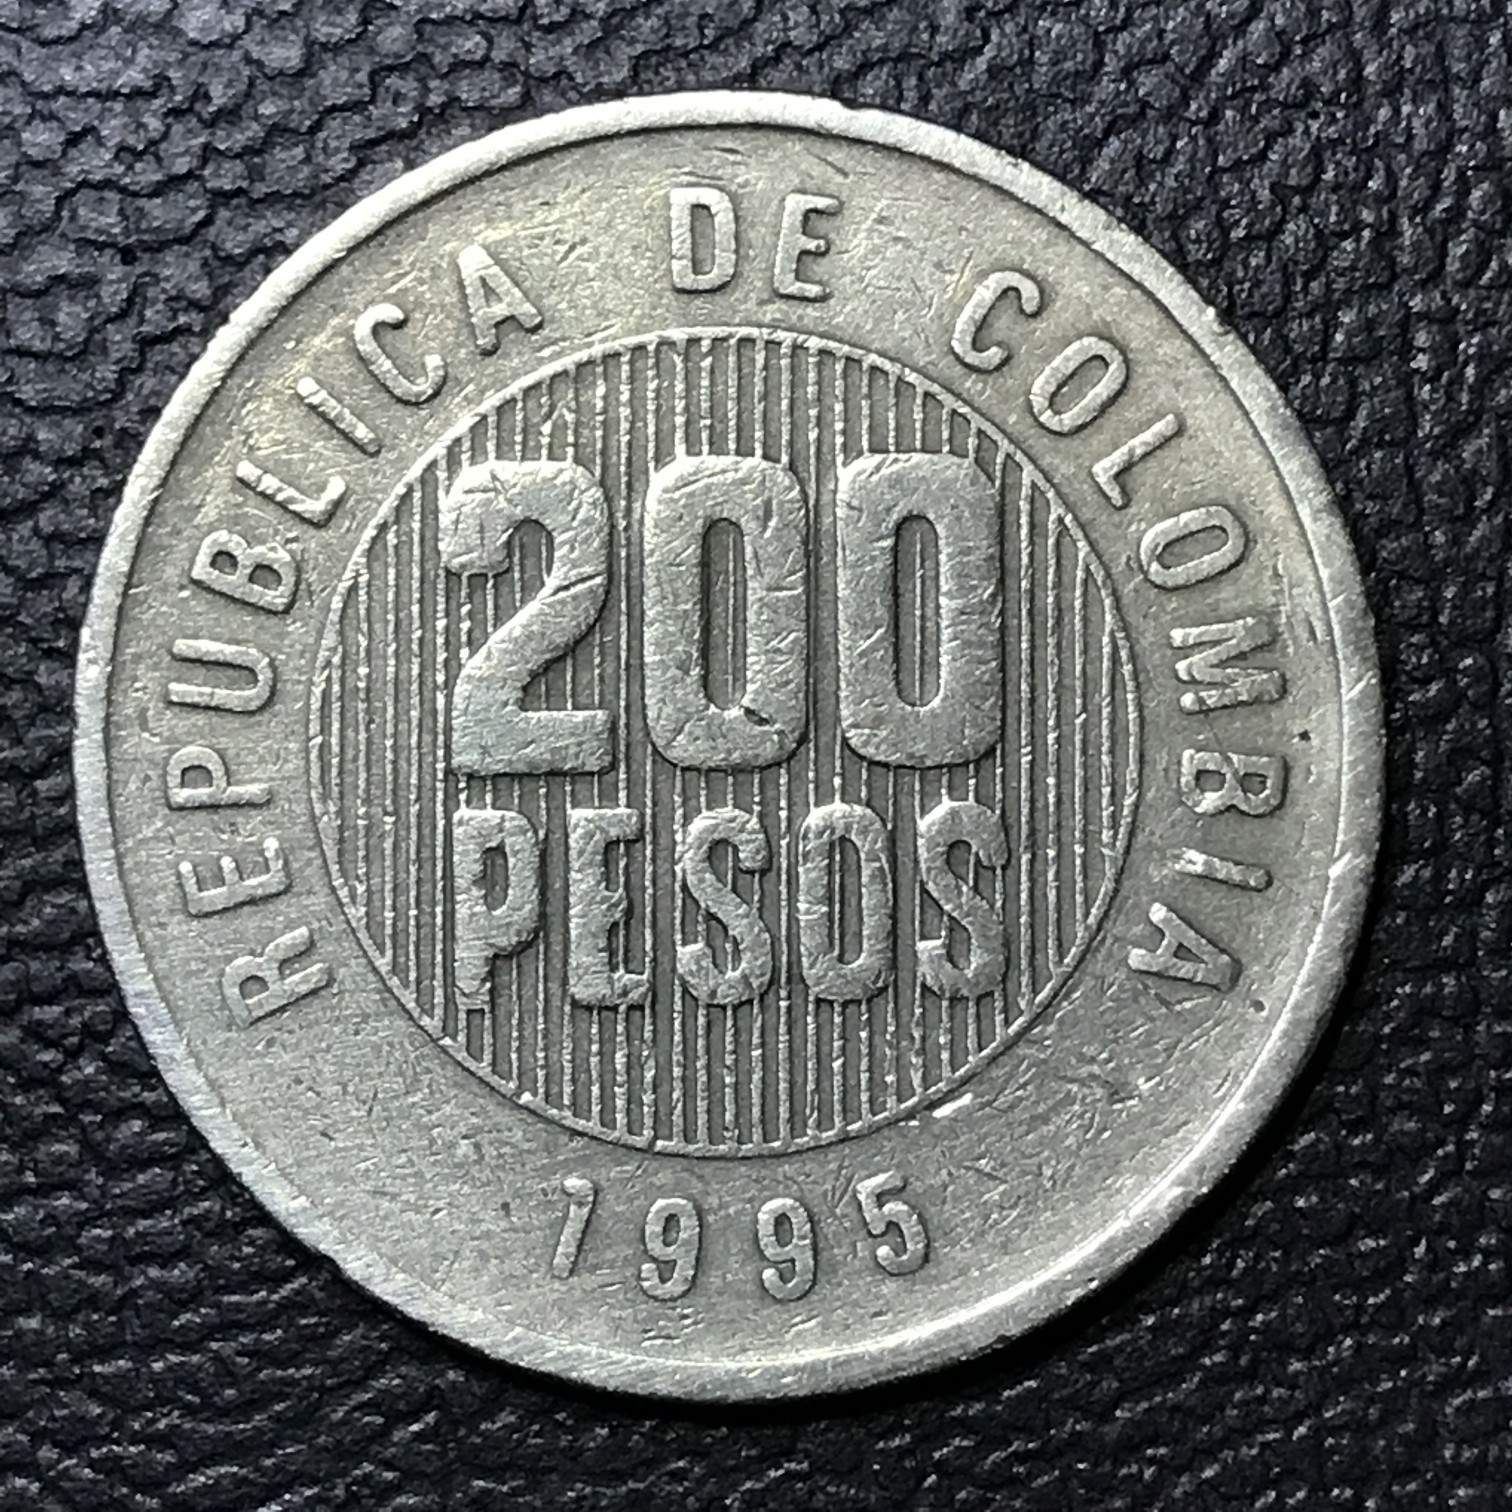 REPUBLICA DE COLOMBIA
200
PESOS
1995